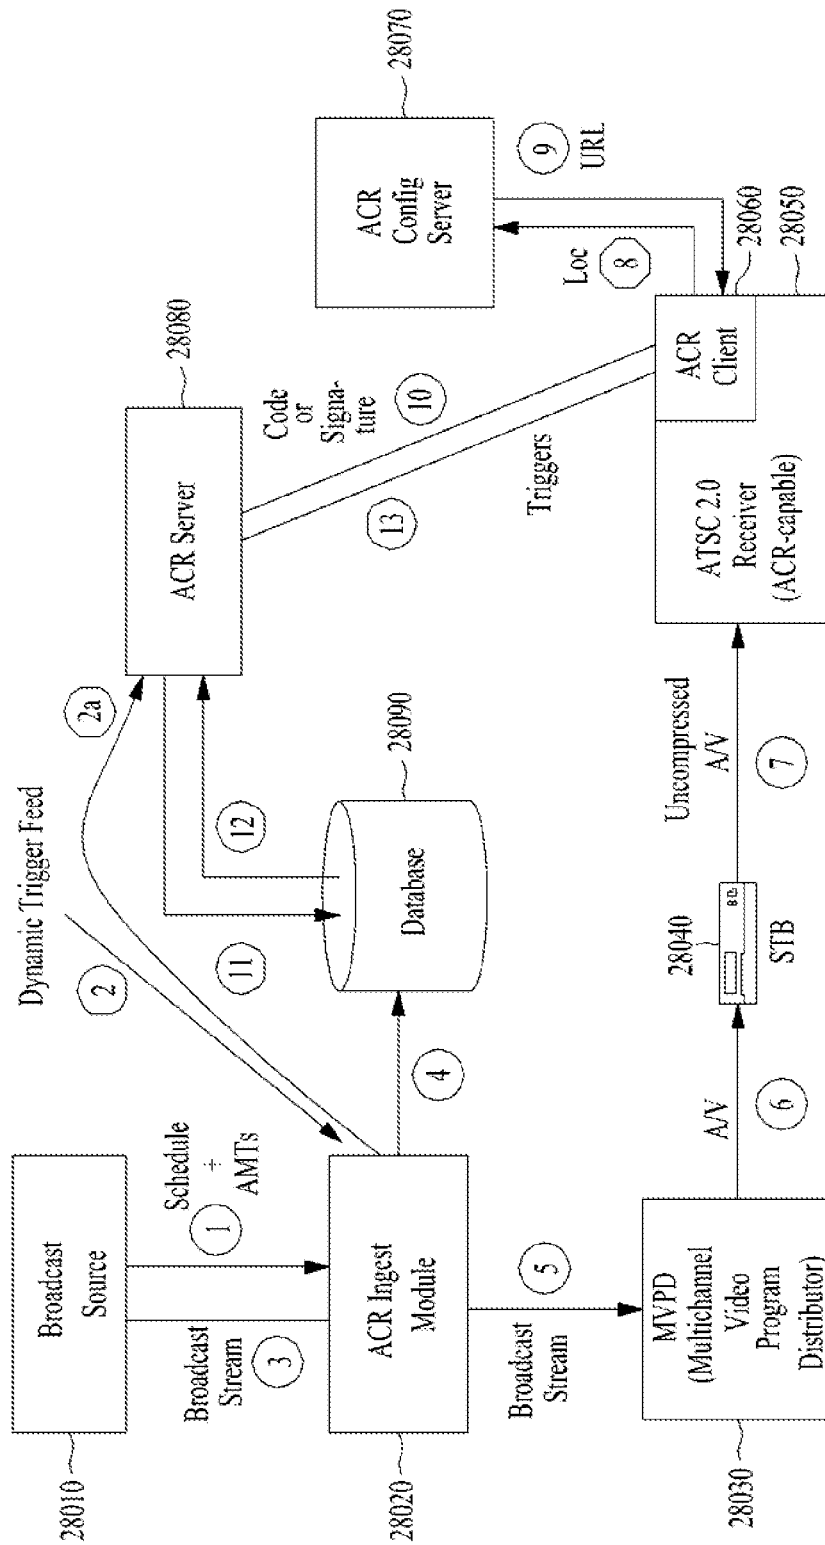 28010
Broadcast
Source
Broadcast
Stream
3
1
Schedule
÷
AMTs
28020
ACR Ingest
Module
Dynamic Trigger Feed
2
2a
4
Broadcast
Stream
5
28030
MVPD
(Multichannel
Video
Program
Distributor)
A/V
6
28040
STB
Uncompressed
A/V
7
Database
28090
11
12
ACR Server
28080
Code
or
Signa-
ture
10
13
Triggers
ATSC 2.0
Receiver
(ACR-capable)
ACR
Client
28060
28050
Loc
8
9
URL
ACR
Config
Server
28070